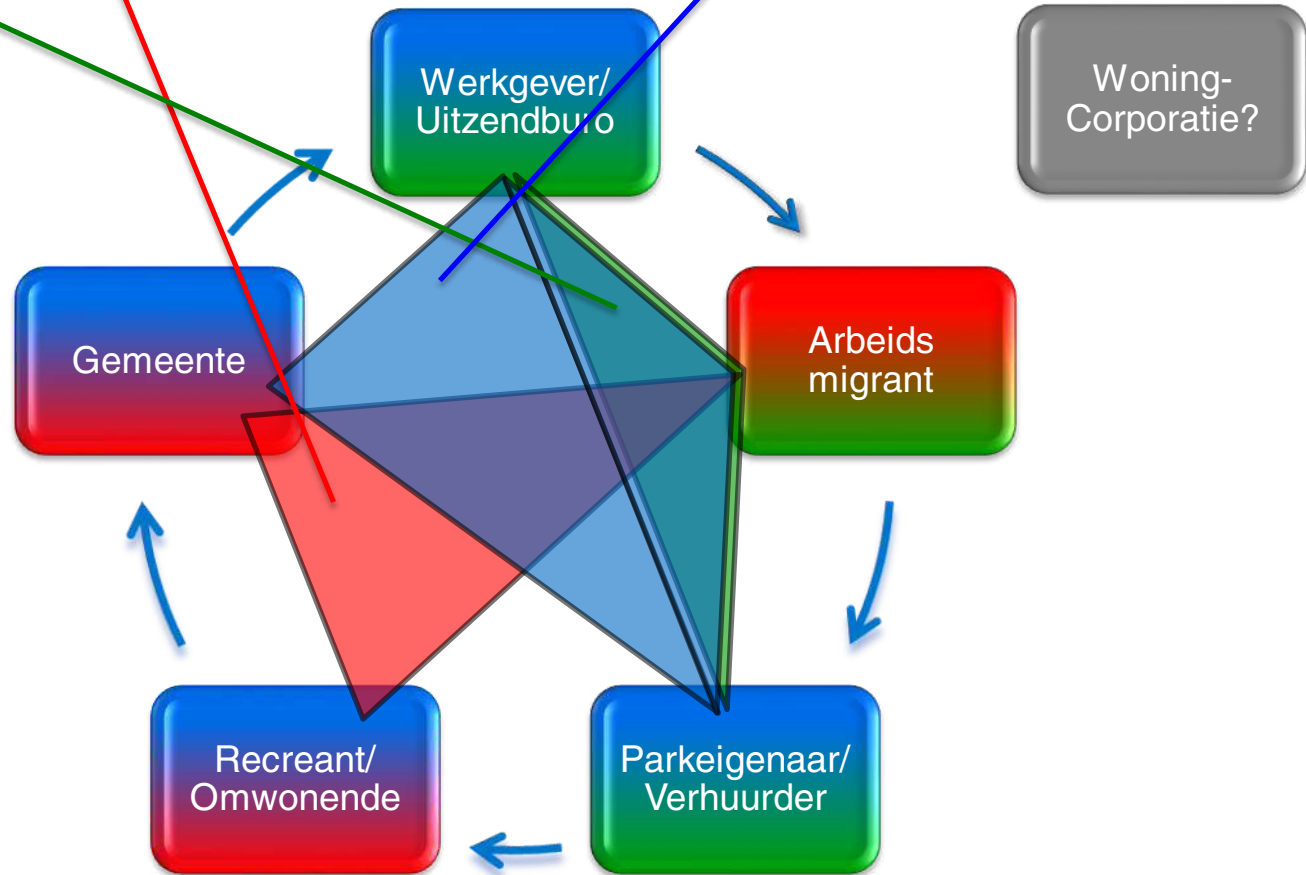 Werkgever/
Uitzendburo
Woning-
Corporatie?
Gemeente
Arbeids
migrant
Recreant/
Omwonende
Parkeigenaar/
Verhuurder